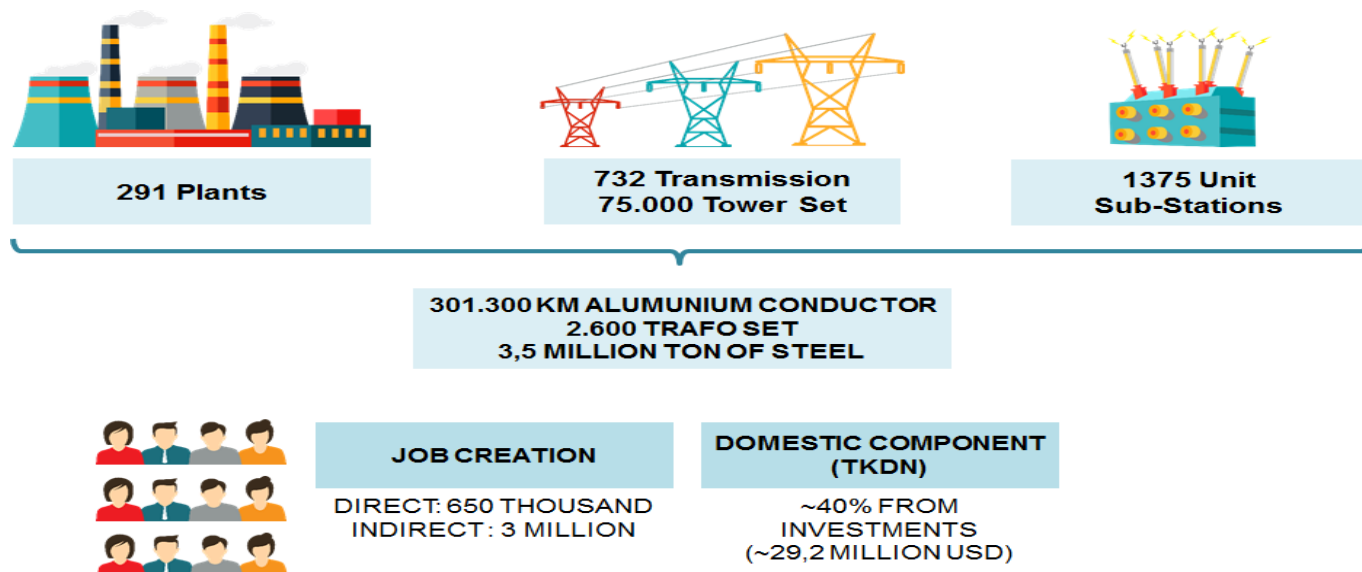 291 Plants
732 Transmission
75.000 Tower Set
1375 Unit
Sub-Stations
301.300 KM ALUMUNIUM CONDUCTOR
2.600 TRAFO SET
3,5 MILLION TON OF STEEL
JOB CREATION
DIRECT: 650 THOUSAND
INDIRECT : 3 MILLION
DOMESTIC COMPONENT
(TKDN)
~40% FROM
INVESTMENTS
(~29,2 MILLION USD)